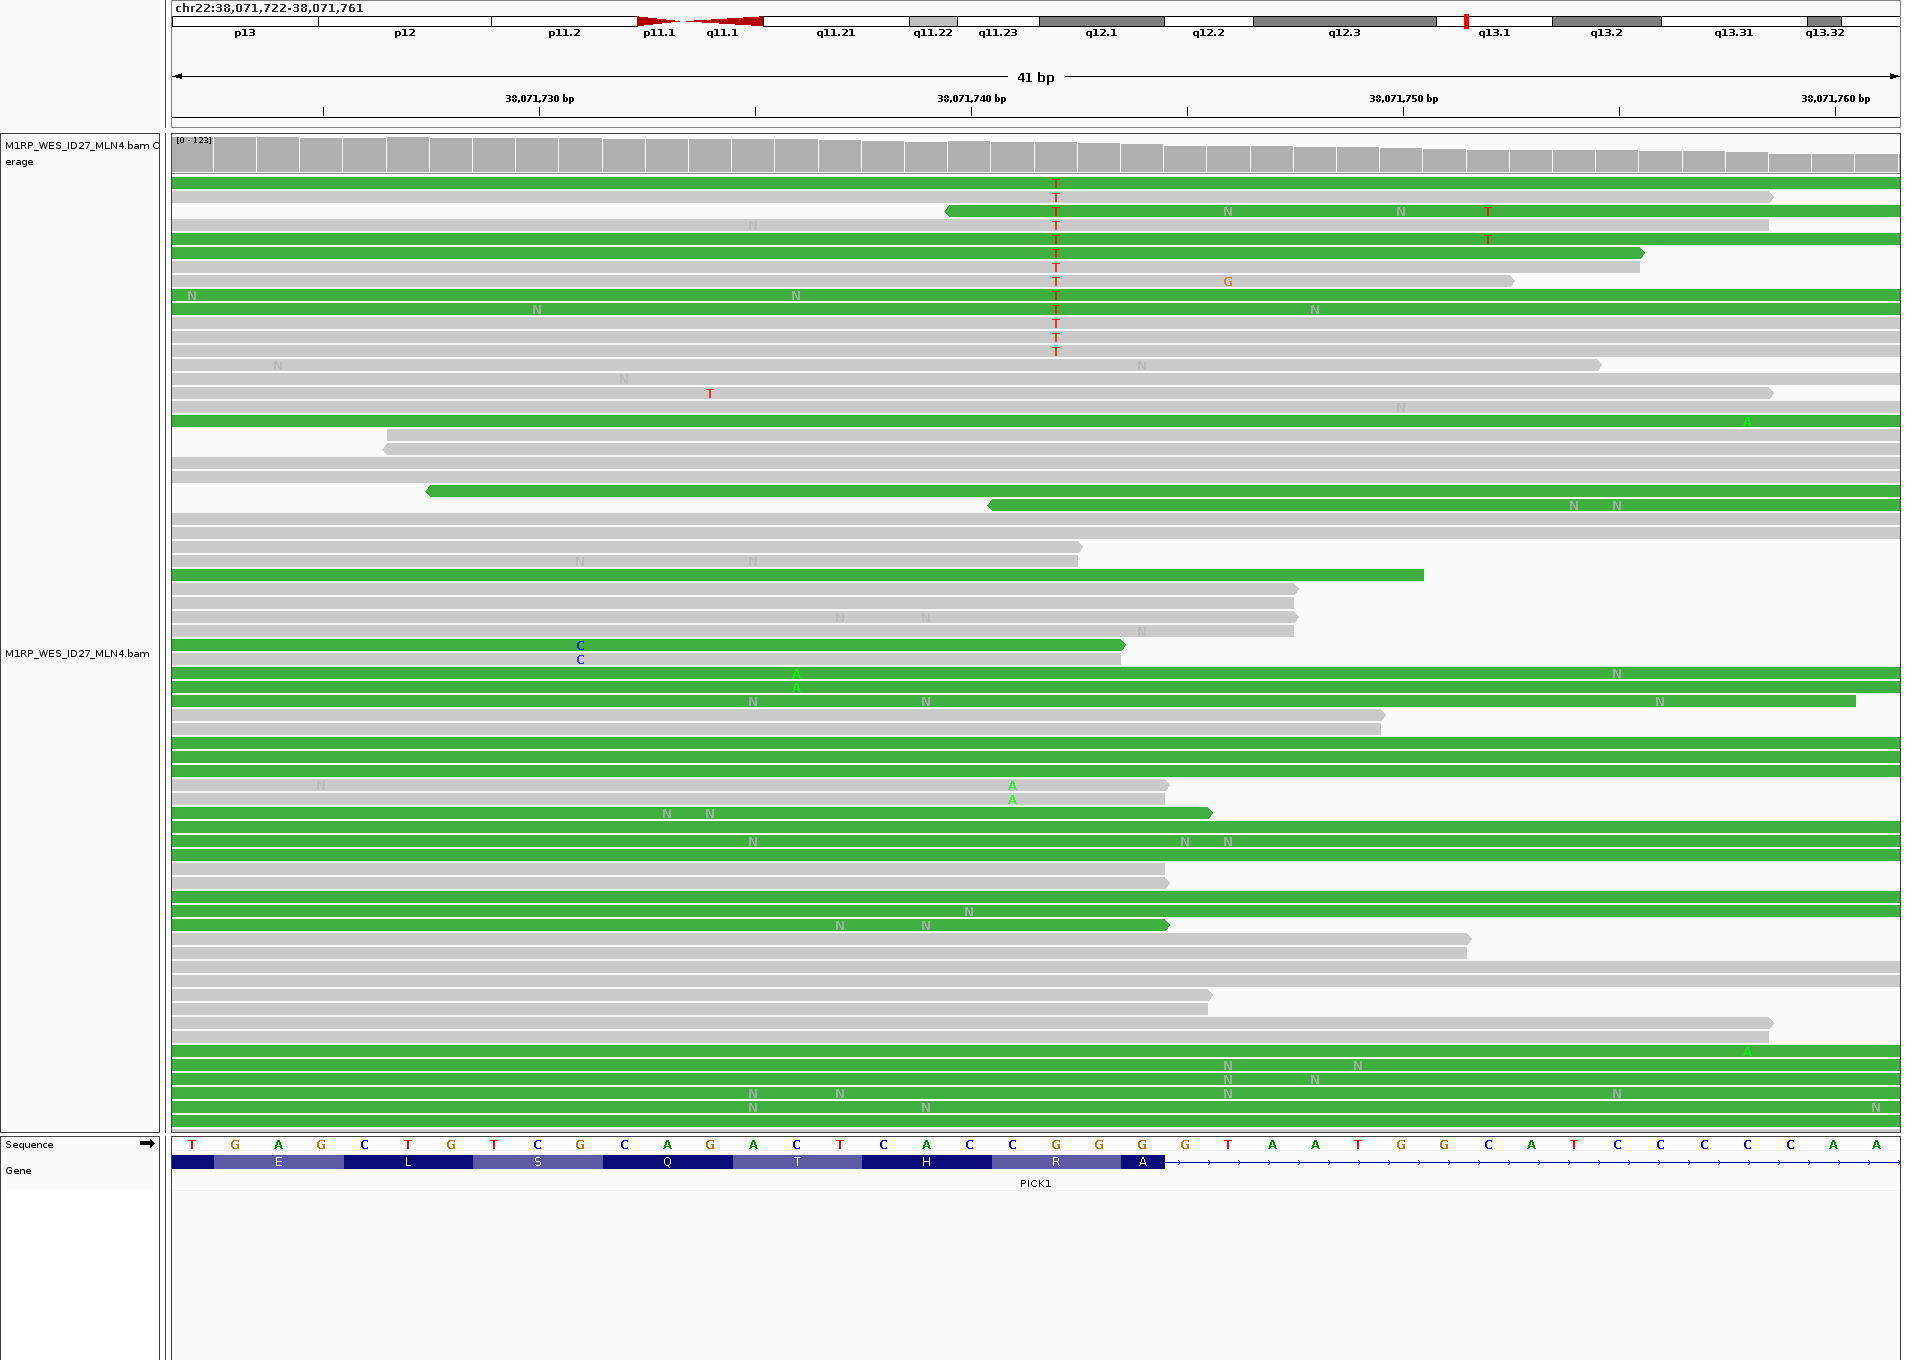 chr22:38,071,722-38,071,761
p13 p12 p11.2 p11.1 q11.1 q11.21 q11.22 q11.23 q12.1 q12.2 q12.3 q13.1 q13.2 q13.31 q13.32
41 bp
38,071,730 bp 38,071,740 bp 38,071,750 bp 38,071,760 bp
M1RP_WES_ID27_MLN4.bam C
erage
[0 - 123]
T
T
T N N T
N T
T T
T
T
T G
N N T
N T N
T
T
T
N N
N
T
N
A
N N
N N
N N
N
C
M1RP_WES_ID27_MLN4.bam
C
A N
A
N N N
N A
A
N N
N N N
N
N N
A
N N
N N
N N N N
N N N
Sequence T G A G C T G T C G C A G A C T C A C C G G G G T A A T G G C A T C C C C C A A
E L S Q T H R A
Gene
PICK1